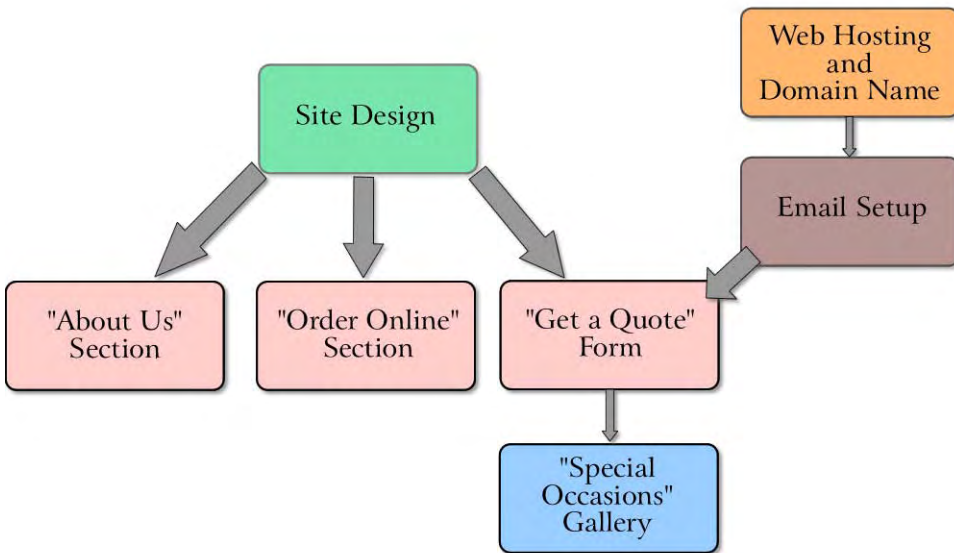 Web Hosting
and
Domain Name
Site Design
Email Setup
"About Us"
Section
"Order Online"
Section
"Get a Quote"
Form
"Special
Occasions"
Gallery